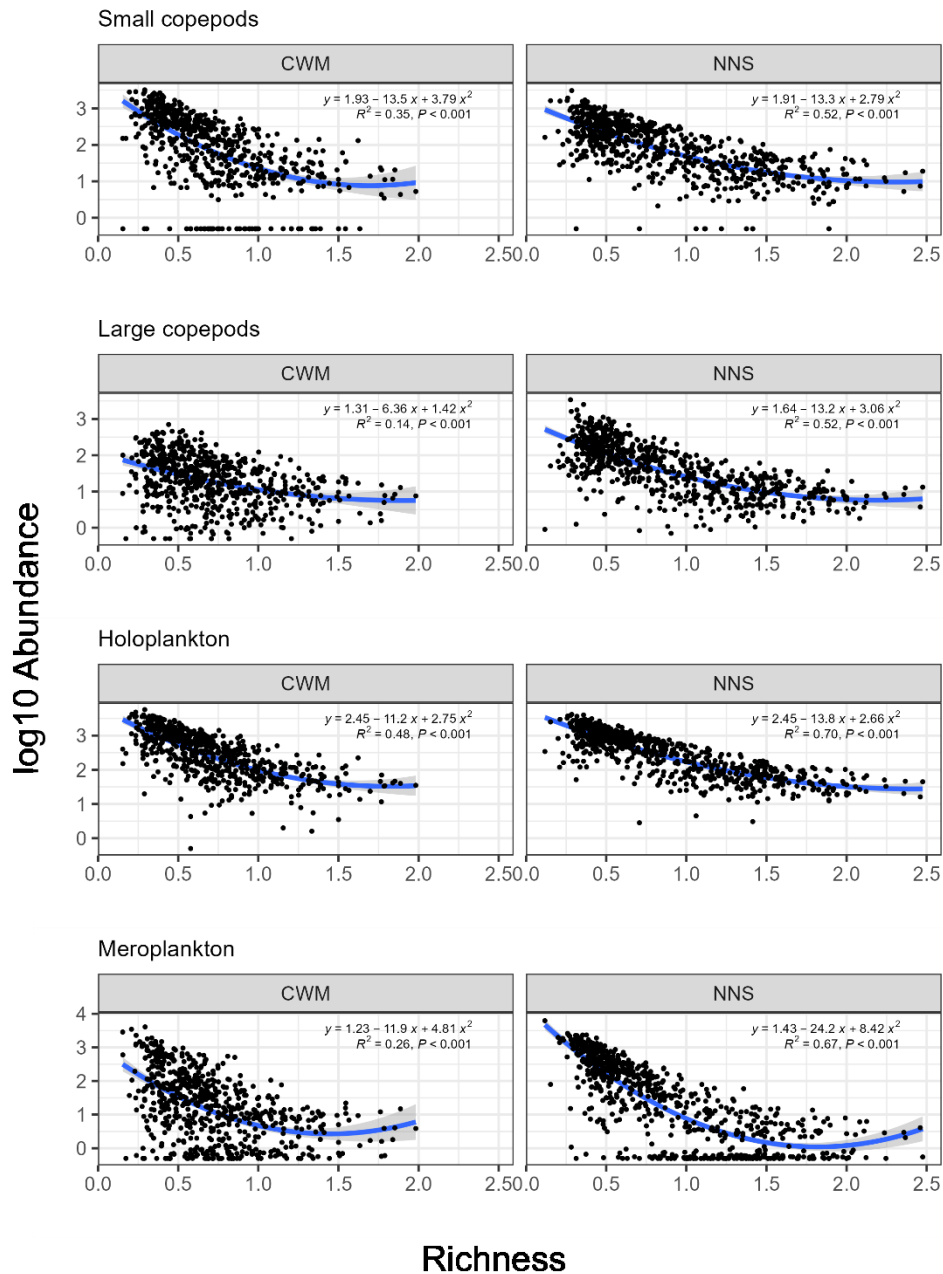 Small copepods
CWM
NNS
y = 1.93 − 13.5 x + 3.79 x²
R² = 0.35, P < 0.001
y = 1.91 − 13.3 x + 2.79 x²
R² = 0.52, P < 0.001
3
2
1
0
0.0 0.5 1.0 1.5 2.0 2.50.0 0.5 1.0 1.5 2.0 2.5
Large copepods
CWM
NNS
y = 1.31 − 6.36 x + 1.42 x²
R² = 0.14, P < 0.001
y = 1.64 − 13.2 x + 3.06 x²
R² = 0.52, P < 0.001
3
2
1
0
0.0 0.5 1.0 1.5 2.0 2.50.0 0.5 1.0 1.5 2.0 2.5
log10 Abundance
Holoplankton
CWM
NNS
y = 2.45 − 11.2 x + 2.75 x²
R² = 0.48, P < 0.001
y = 2.45 − 13.8 x + 2.66 x²
R² = 0.70, P < 0.001
3
2
1
0
0.0 0.5 1.0 1.5 2.0 2.50.0 0.5 1.0 1.5 2.0 2.5
Meroplankton
CWM
NNS
y = 1.23 − 11.9 x + 4.81 x²
R² = 0.26, P < 0.001
y = 1.43 − 24.2 x + 8.42 x²
R² = 0.67, P < 0.001
4
3
2
1
0
0.0 0.5 1.0 1.5 2.0 2.50.0 0.5 1.0 1.5 2.0 2.5
Richness